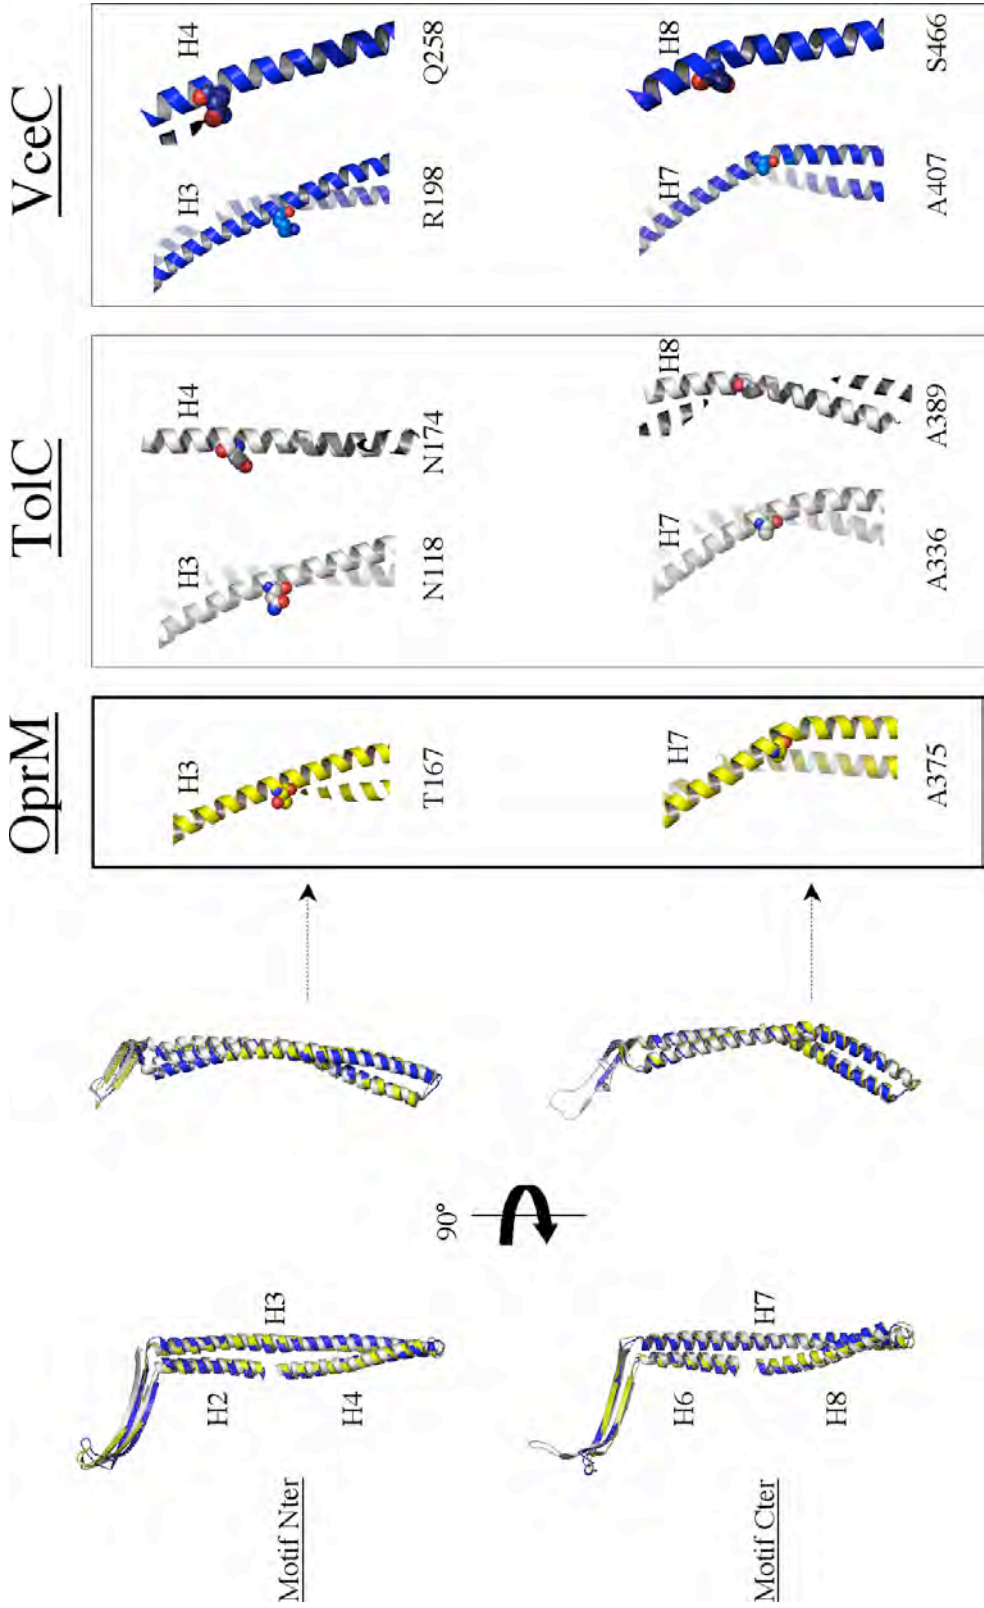 OprM
TolC
VceC
Motif Nter
H2
H3
H4
90°
H3
T167
H3
N118
H4
N174
H3
R198
H4
Q258
Motif Cter
H6
H7
H8
H7
A375
H7
A336
H8
A389
H7
A407
H8
S466